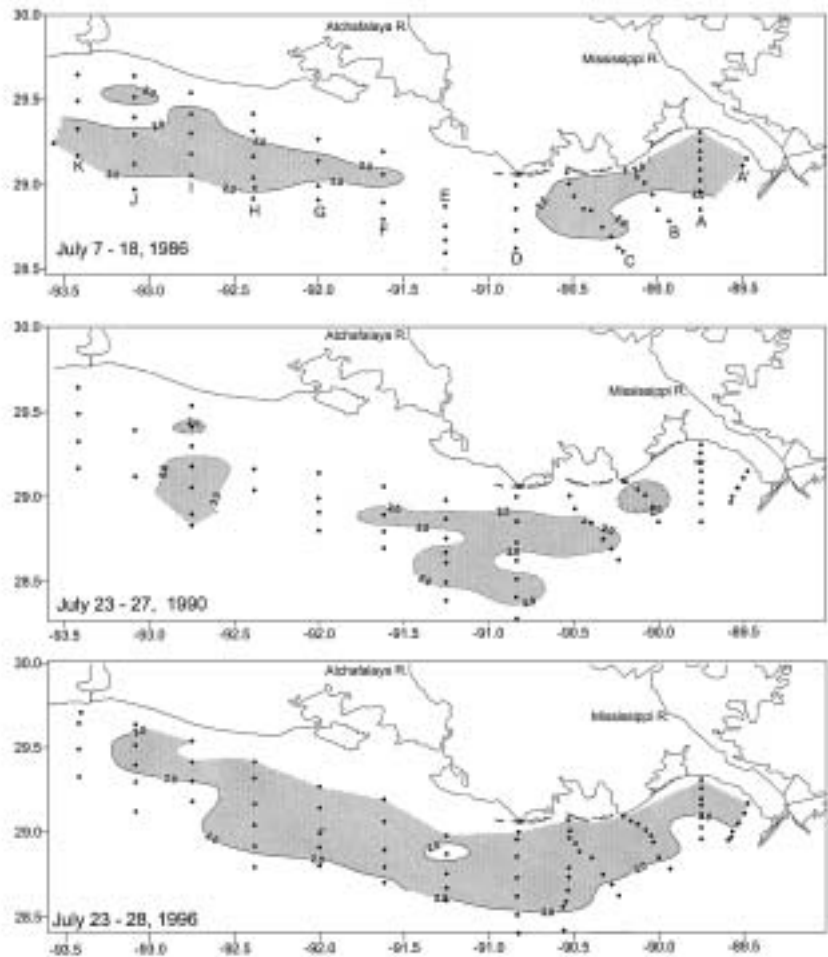 30.0
Atchafalaya R.
Mississippi R.
29.5
29.0
28.5
K
J
I
H
G
F
E
D
C
B
A
A'
July 7 - 18, 1986
-93.5 -93.0 -92.5 -92.0 -91.5 -91.0 -90.5 -90.0 -89.5
30.0
Atchafalaya R.
Mississippi R.
29.5
29.0
28.5
July 23 - 27, 1990
-93.5 -93.0 -92.5 -92.0 -91.5 -91.0 -90.5 -90.0 -89.5
30.0
Atchafalaya R.
Mississippi R.
29.5
29.0
28.5
July 23 - 28, 1996
-93.5 -93.0 -92.5 -92.0 -91.5 -91.0 -90.5 -90.0 -89.5